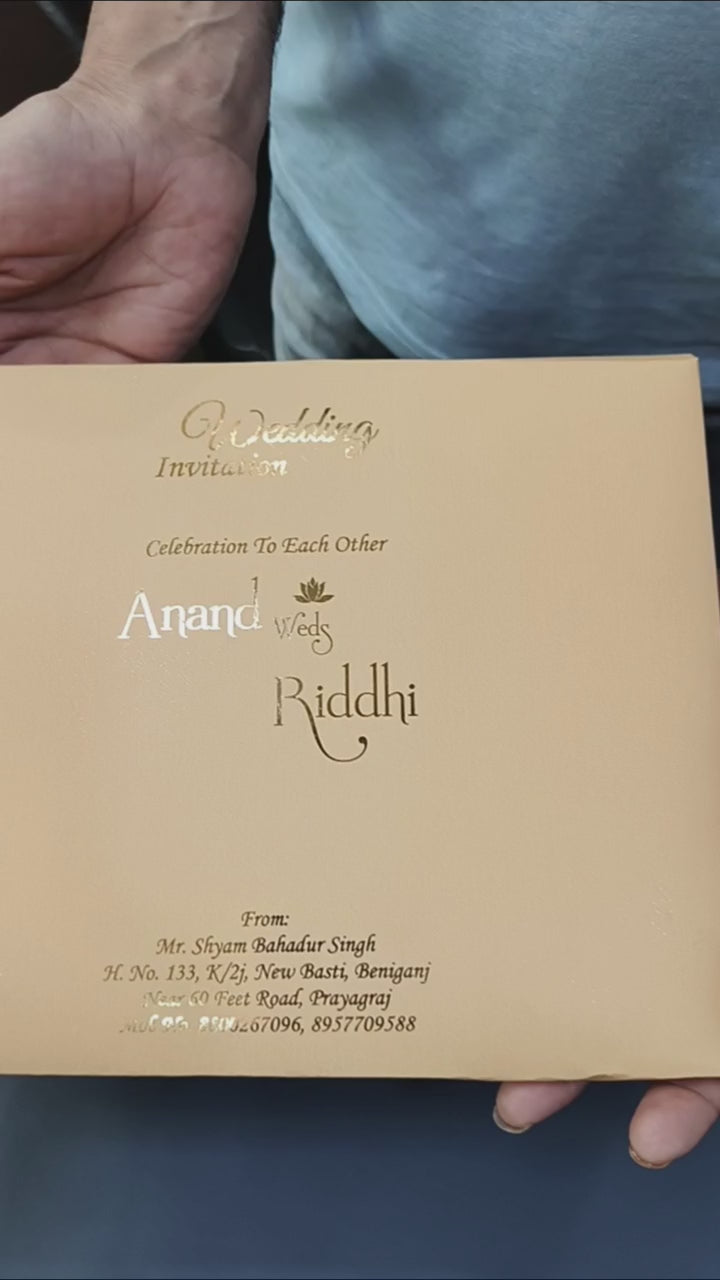 Wedding
Invitation
Celebration To Each Other
Anand Weds
Riddhi
From:
Mr. Shyam Bahadur Singh
H. No. 133, K/2j, New Basti, Beniganj
Near 60 Feet Road, Prayagraj
8957709588